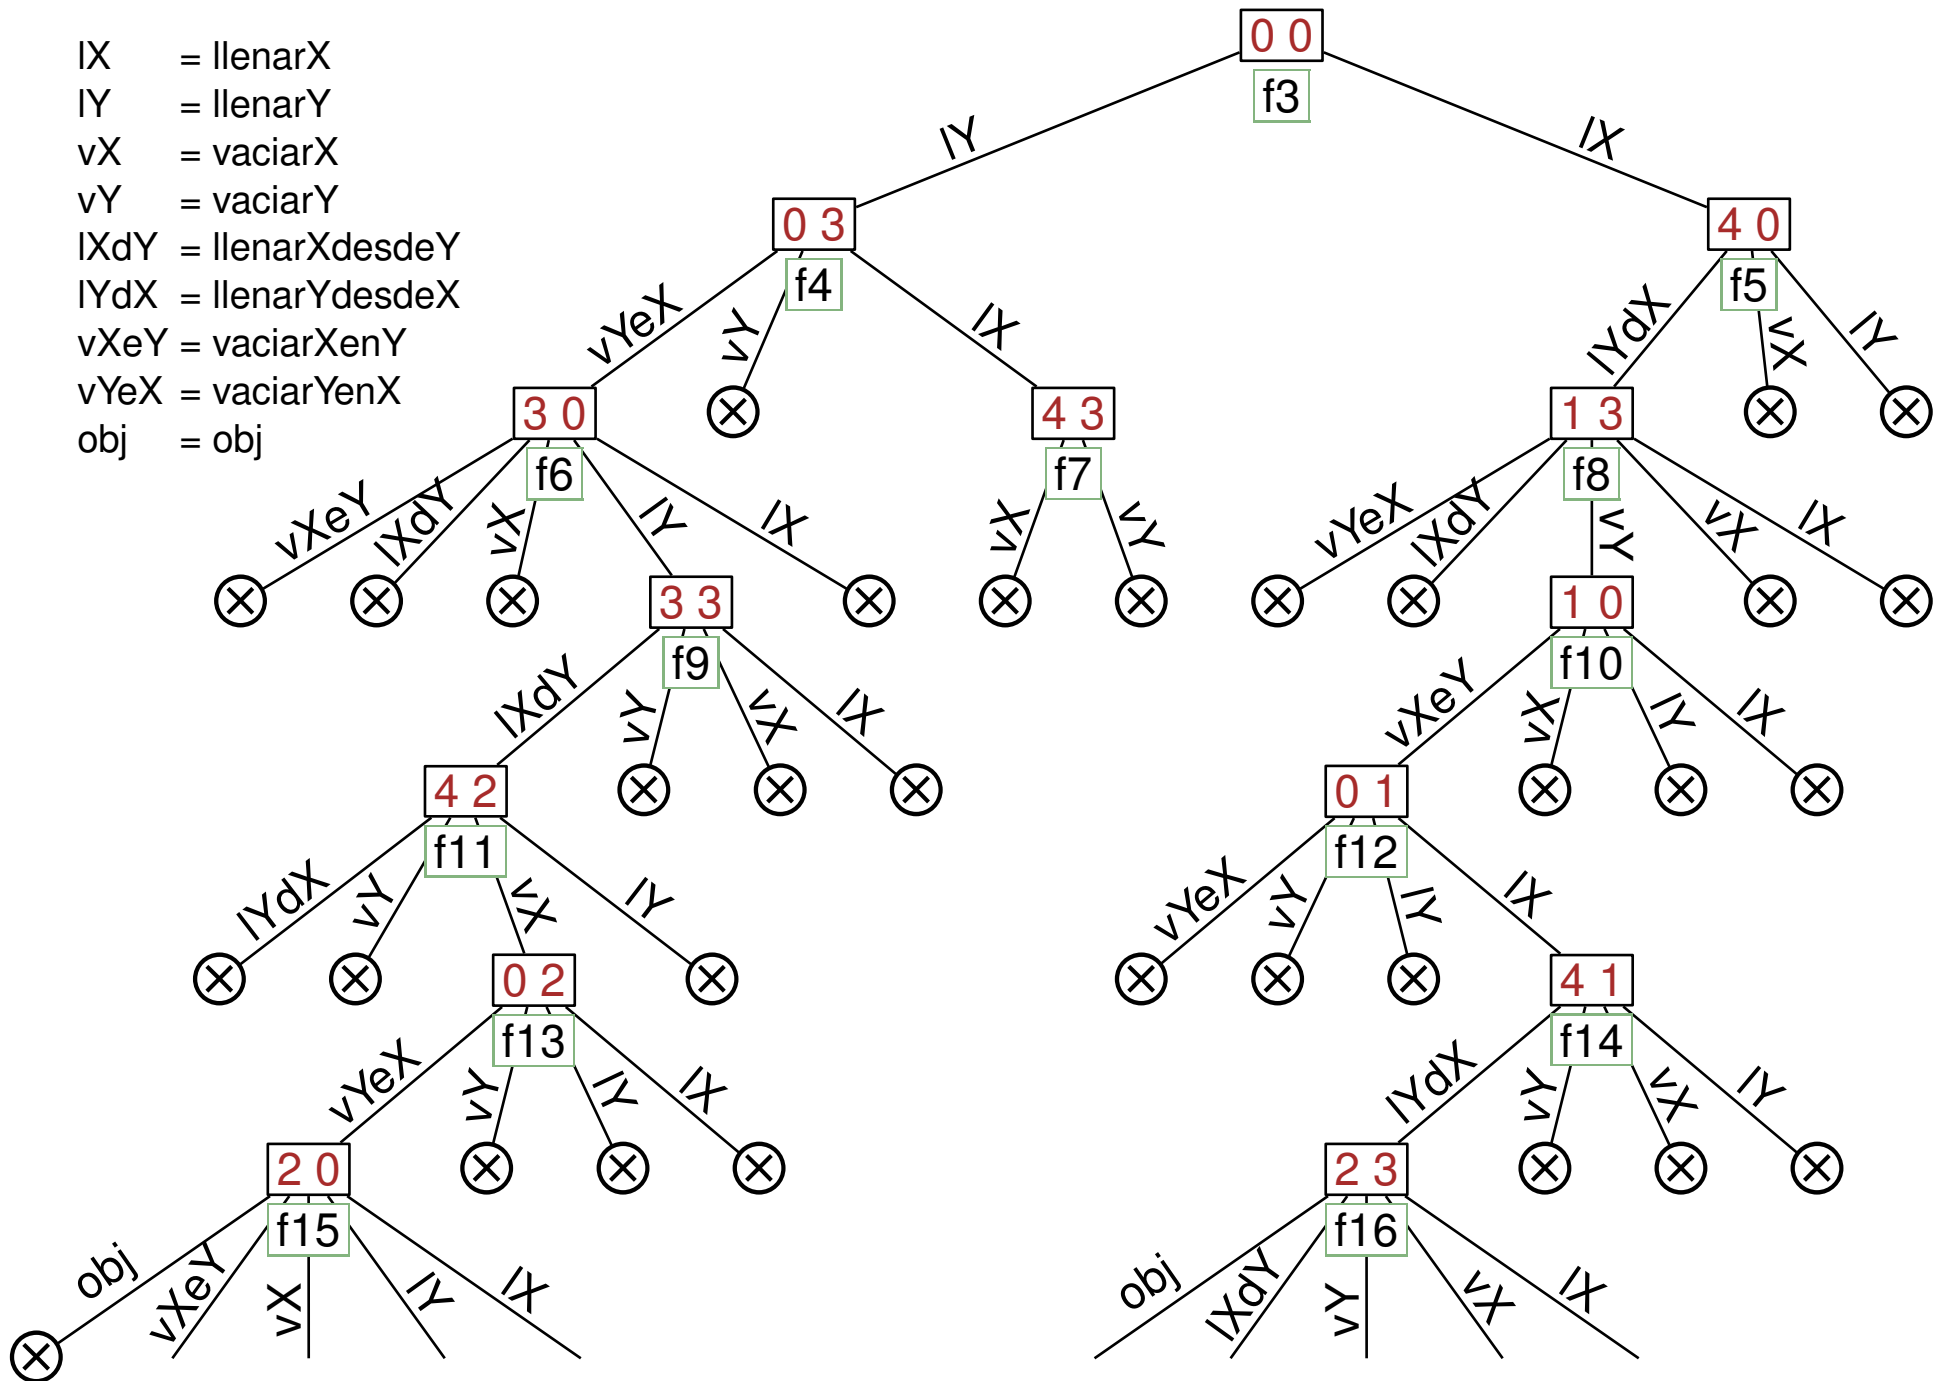 lX = llenarX
lY = llenarY
vX = vaciarX
vY = vaciarY
lXdY = llenarXdesdeY
lYdX = llenarYdesdeX
vXeY = vaciarXenY
vYeX = vaciarYenX
obj = obj
0 0
f3
lY lX
0 3 4 0
f4 f5
vYeX vY lX lYdX vX lY
3 0 4 3 1 3
f6 f7 f8
vXeY lXdY vX lY lX vX vY vYeX lXdY vY vX lX
3 3 1 0
f9 f10
lXdY vY vX lX vXeY vX lY lX
4 2 0 1
f11 f12
lYdX vY vX lY vYeX vY lY lX
0 2 4 1
f13 f14
vYeX vY lY lX lYdX vY vX lY
2 0 2 3
f15 f16
obj vXeY vX lY lX obj lXdY vY vX lX